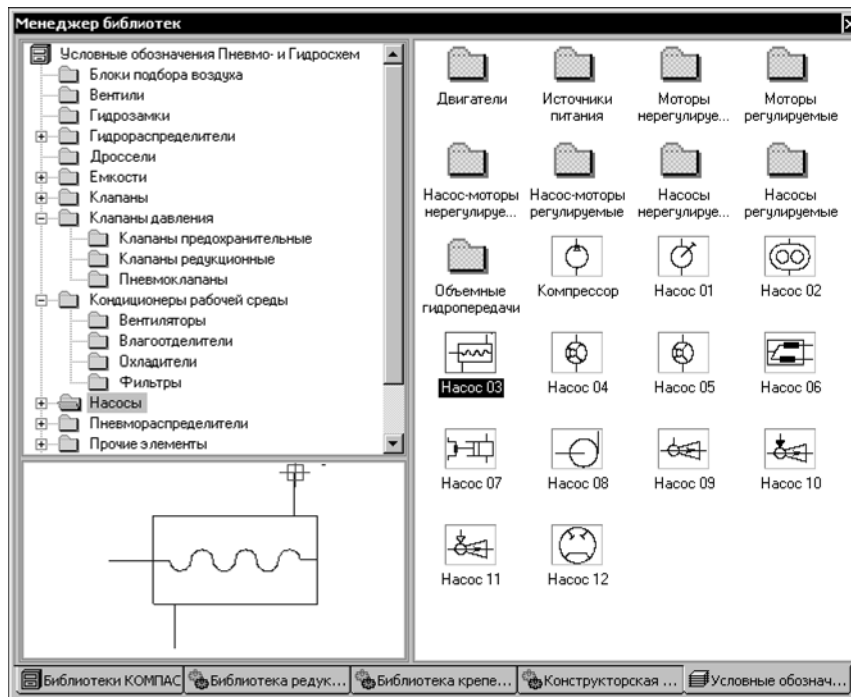 Менеджер библиотек
Условные обозначения Пневмо- и Гидросхем
Блоки подбора воздуха
Вентили
Гидрозамки
Гидрораспределители
Дроссели
Емкости
Клапаны
Клапаны давления
Клапаны предохранительные
Клапаны редукционные
Пневмоклапаны
Кондиционеры рабочей среды
Вентиляторы
Влагоотделители
Охладители
Фильтры
Насосы
Пневмораспределители
Прочие элементы
Двигатели Источники Моторы Моторы
питания нерегулируе... регулируемые
Насос-моторы Насос-моторы Насосы Насосы
нерегулируе... регулируемые нерегулируе... регулируемые
Объемные Компрессор Насос 01 Насос 02
гидропередачи
Насос 03 Насос 04 Насос 05 Насос 06
Насос 07 Насос 08 Насос 09 Насос 10
Насос 11 Насос 12
Библиотеки КОМПАС Библиотека редук... Библиотека крепе... Конструкторская ... Условные обознач...